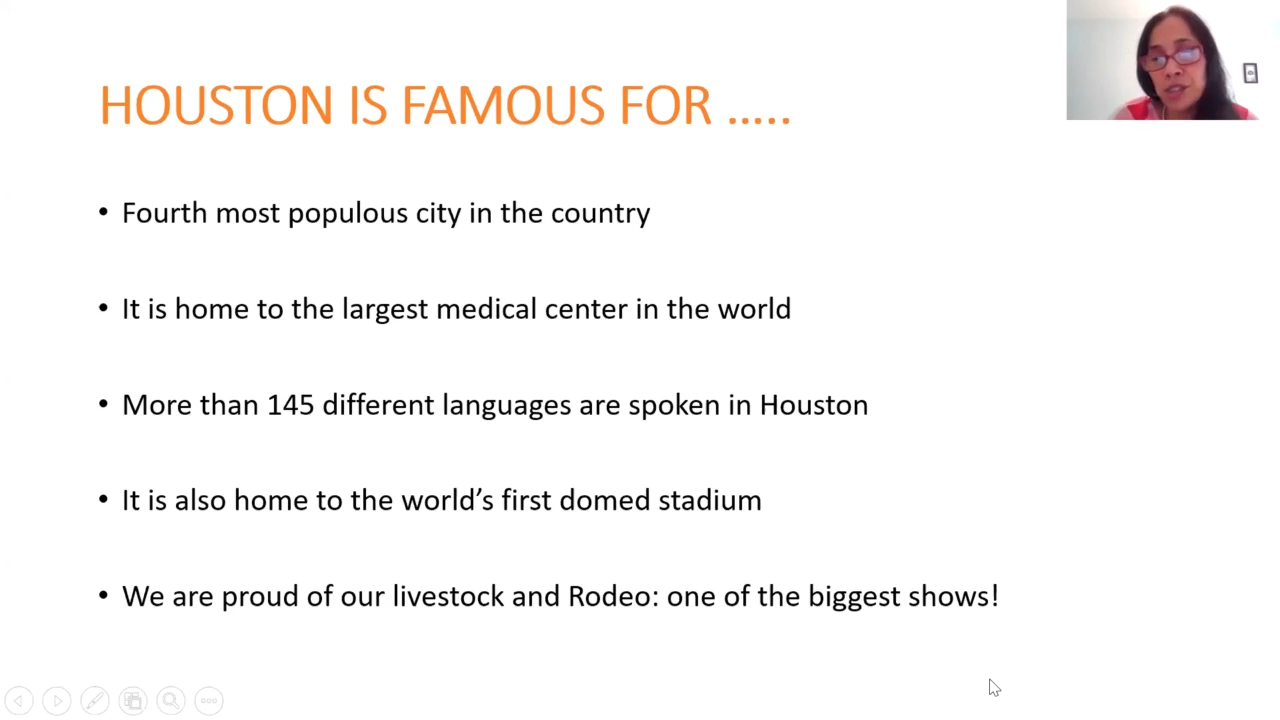 HOUSTON IS FAMOUS FOR …..
• Fourth most populous city in the country
• It is home to the largest medical center in the world
• More than 145 different languages are spoken in Houston
• It is also home to the world’s first domed stadium
• We are proud of our livestock and Rodeo: one of the biggest shows!